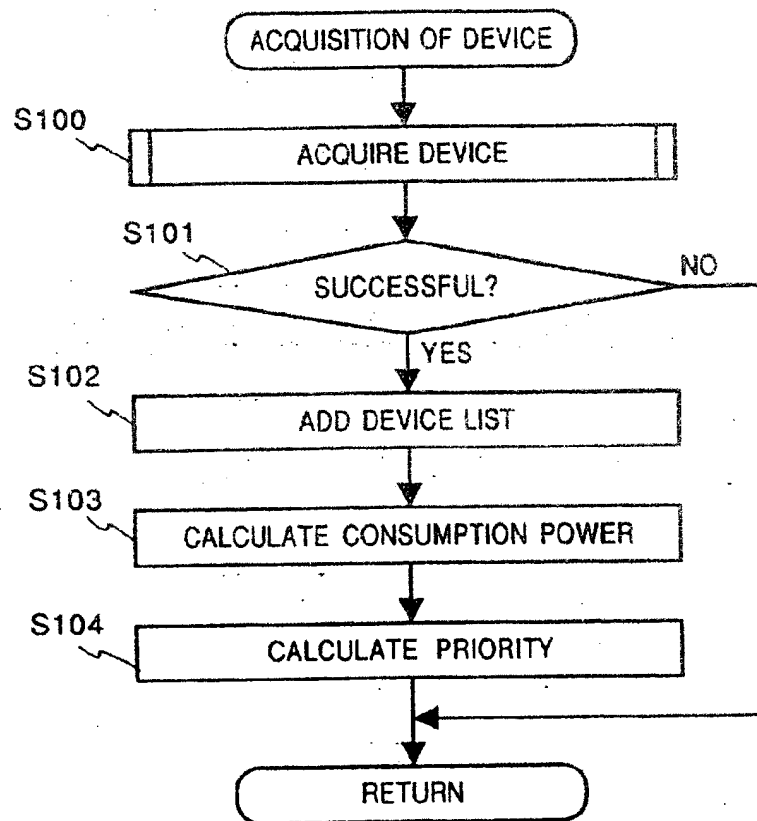 ACQUISITION OF DEVICE
S100
ACQUIRE DEVICE
S101
SUCCESSFUL?
NO
YES
S102
ADD DEVICE LIST
S103
CALCULATE CONSUMPTION POWER
S104
CALCULATE PRIORITY
RETURN